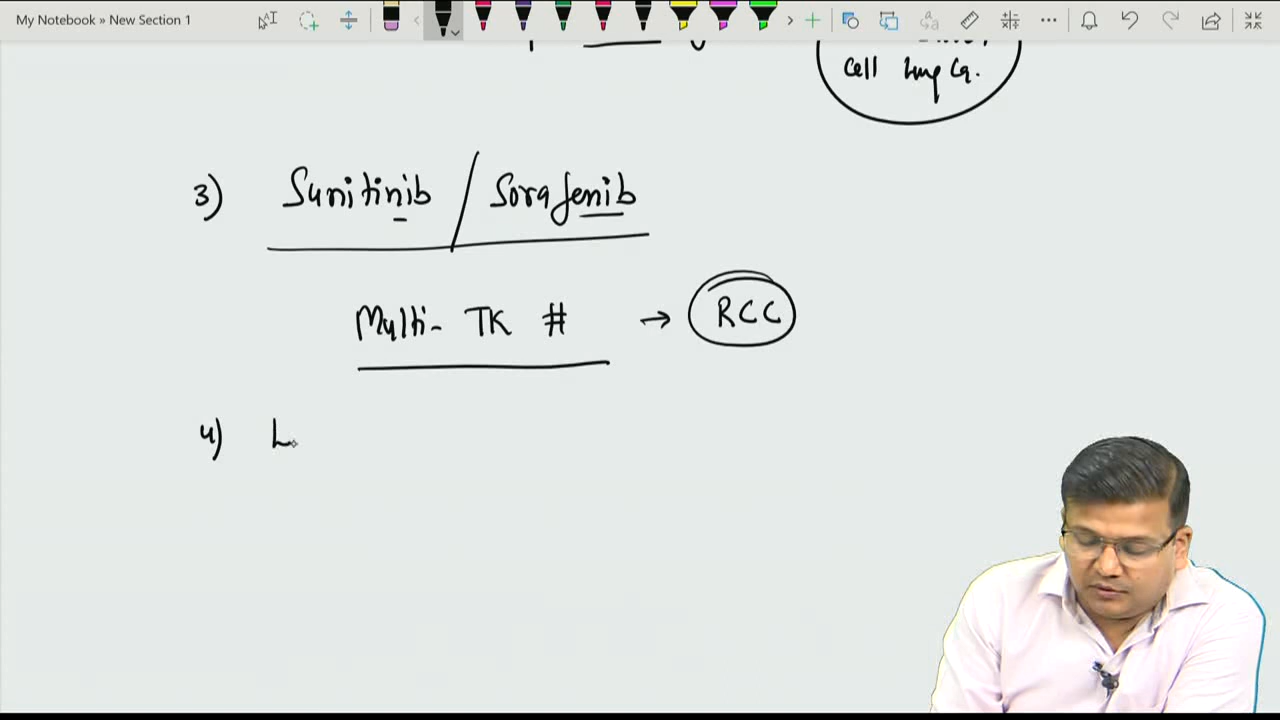 My Notebook » New Section 1
Cell Lung Ca.
3) Sunitinib / Sorafenib
Multi- TK # → RCC
4) L